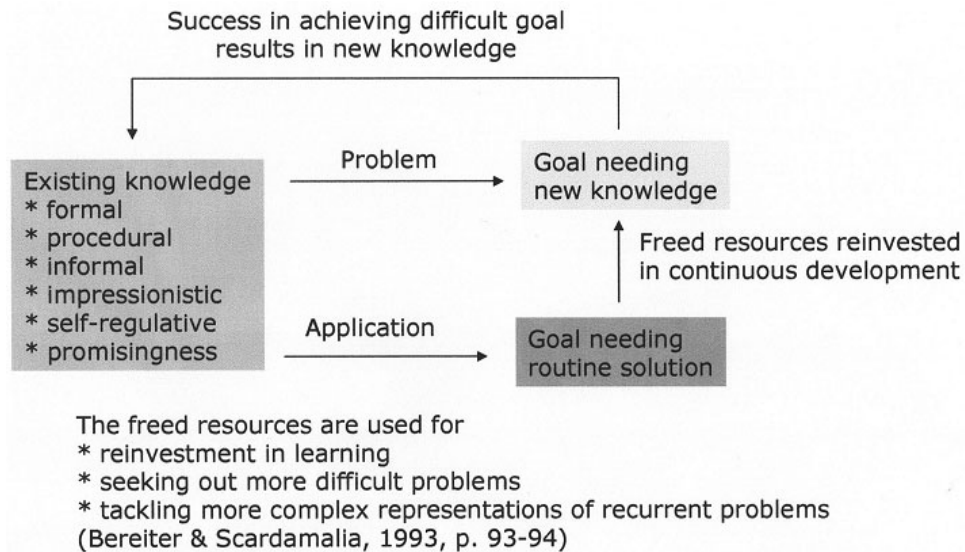 Success in achieving difficult goal
results in new knowledge
Problem
Existing knowledge
* formal
* procedural
* informal
* impressionistic
* self-regulative
* promisingness
Goal needing
new knowledge
Freed resources reinvested
in continuous development
Application
Goal needing
routine solution
The freed resources are used for
* reinvestment in learning
* seeking out more difficult problems
* tackling more complex representations of recurrent problems
(Bereiter & Scardamalia, 1993, p. 93-94)